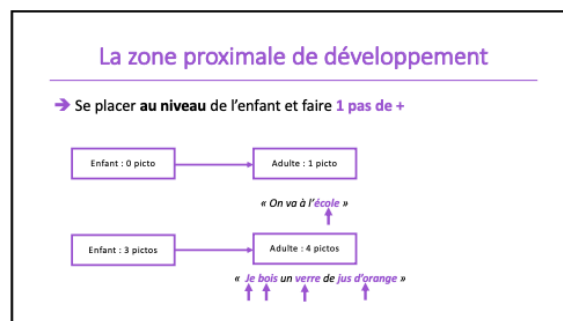 La zone proximale de développement
➔ Se placer au niveau de l'enfant et faire 1 pas de +
Enfant : 0 picto
Adulte : 1 picto
« On va à l'école »
Enfant : 3 pictos
Adulte : 4 pictos
« Je bois un verre de jus d'orange »